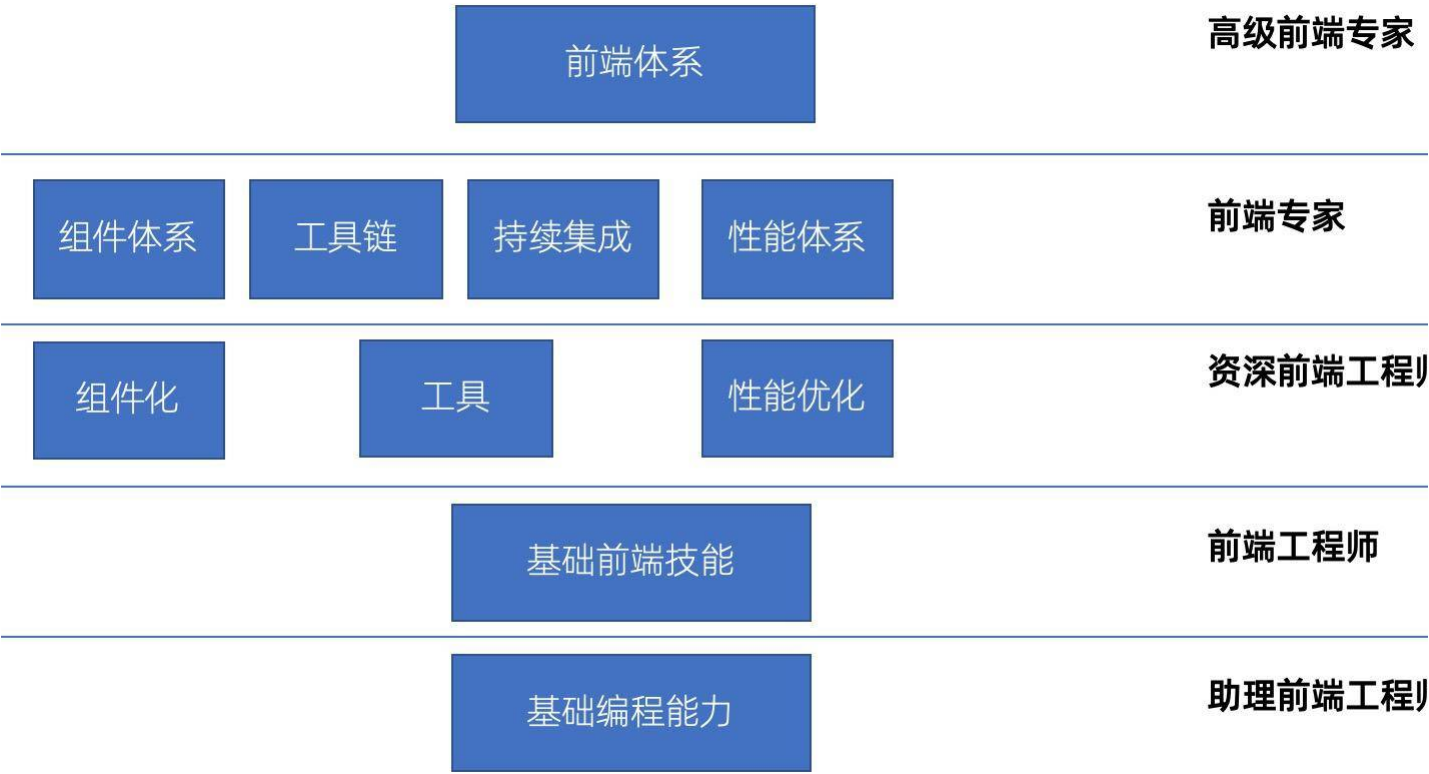 前端体系
高级前端专家
组件体系
工具链
持续集成
性能体系
前端专家
组件化
工具
性能优化
资深前端工程师
基础前端技能
前端工程师
基础编程能力
助理前端工程师